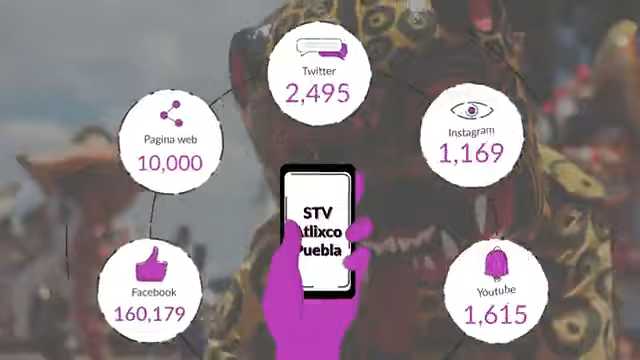 Twitter
2,495
Pagina web
10,000
Instagram
1,169
STV
Atlixco
Puebla
Facebook
160,179
Youtube
1,615